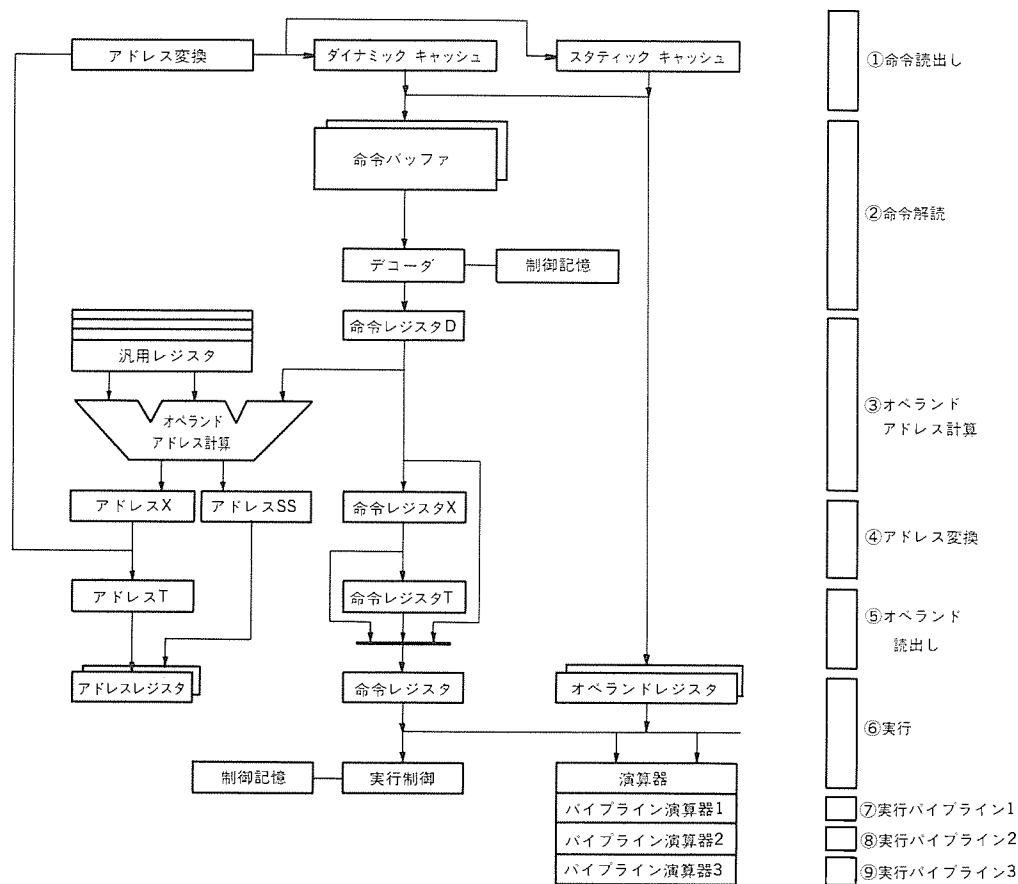 アドレス変換
ダイナミック キャッシュ
スタティック キャッシュ
①命令読出し
命令バッファ
②命令解読
デコーダ
制御記憶
命令レジスタD
汎用レジスタ
オペランド
アドレス計算
③オペランド
アドレス計算
アドレスX
アドレスSS
命令レジスタX
④アドレス変換
アドレスT
命令レジスタT
⑤オペランド
読出し
アドレスレジスタ
命令レジスタ
オペランドレジスタ
⑥実行
制御記憶
実行制御
演算器
パイプライン演算器1
⑦実行パイプライン1
パイプライン演算器2
⑧実行パイプライン2
パイプライン演算器3
⑨実行パイプライン3